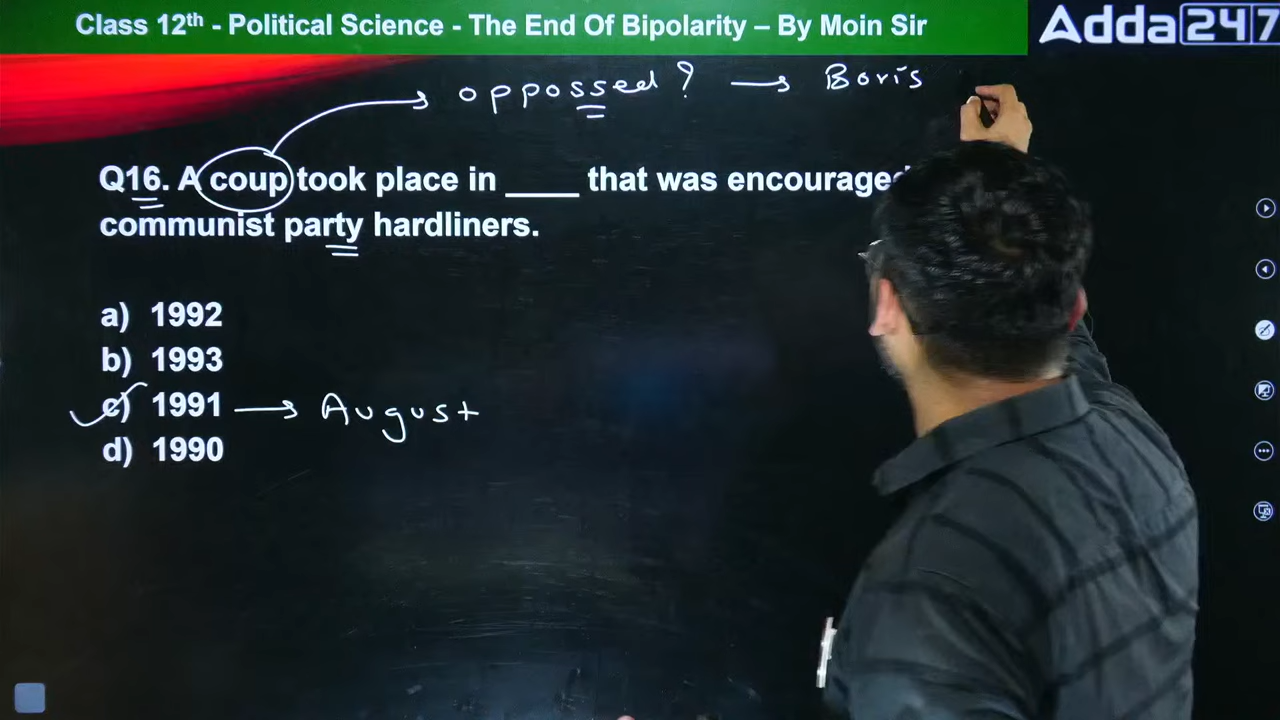 Class 12th - Political Science - The End Of Bipolarity – By Moin Sir
Adda247
oppossed ? → Boris
Q16. A coup took place in ____ that was encouraged
communist party hardliners.
a) 1992
b) 1993
c) 1991 → August
d) 1990